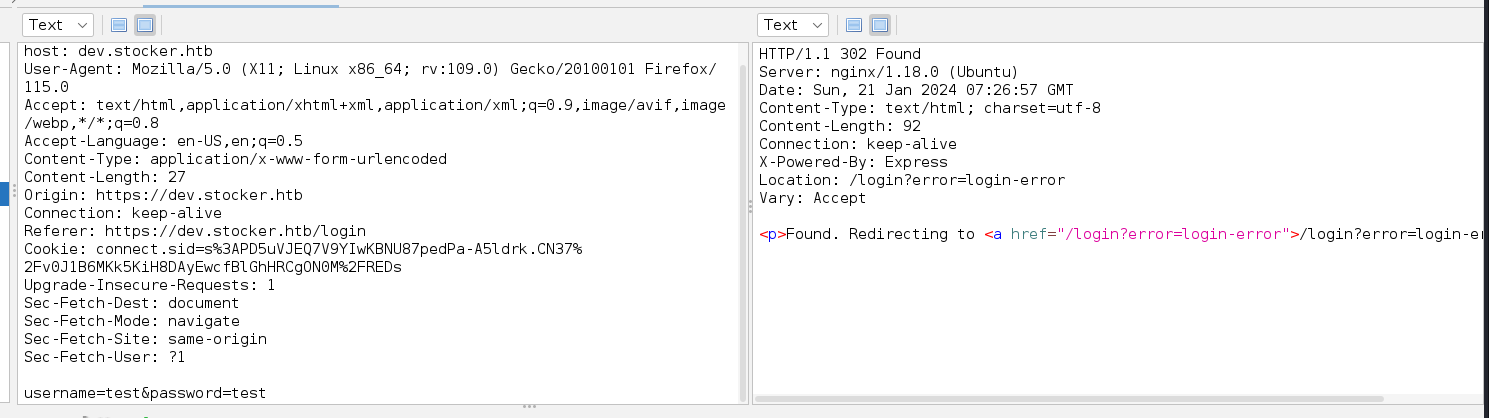 Text
Text
host: dev.stocker.htb
User-Agent: Mozilla/5.0 (X11; Linux x86_64; rv:109.0) Gecko/20100101 Firefox/
115.0
Accept: text/html,application/xhtml+xml,application/xml;q=0.9,image/avif,image
/webp,*/*;q=0.8
Accept-Language: en-US,en;q=0.5
Content-Type: application/x-www-form-urlencoded
Content-Length: 27
Origin: https://dev.stocker.htb
Connection: keep-alive
Referer: https://dev.stocker.htb/login
Cookie: connect.sid=s%3APD5uVJEQ7V9YIwKBNU87pedPa-A5ldrk.CN37%
2Fv0J1B6MKk5KiH8DAyEwcfBlGhHRCgON0M%2FREDs
Upgrade-Insecure-Requests: 1
Sec-Fetch-Dest: document
Sec-Fetch-Mode: navigate
Sec-Fetch-Site: same-origin
Sec-Fetch-User: ?1
username=test&password=test
HTTP/1.1 302 Found
Server: nginx/1.18.0 (Ubuntu)
Date: Sun, 21 Jan 2024 07:26:57 GMT
Content-Type: text/html; charset=utf-8
Content-Length: 92
Connection: keep-alive
X-Powered-By: Express
Location: /login?error=login-error
Vary: Accept
<p>Found. Redirecting to <a href="/login?error=login-error">/login?error=login-e